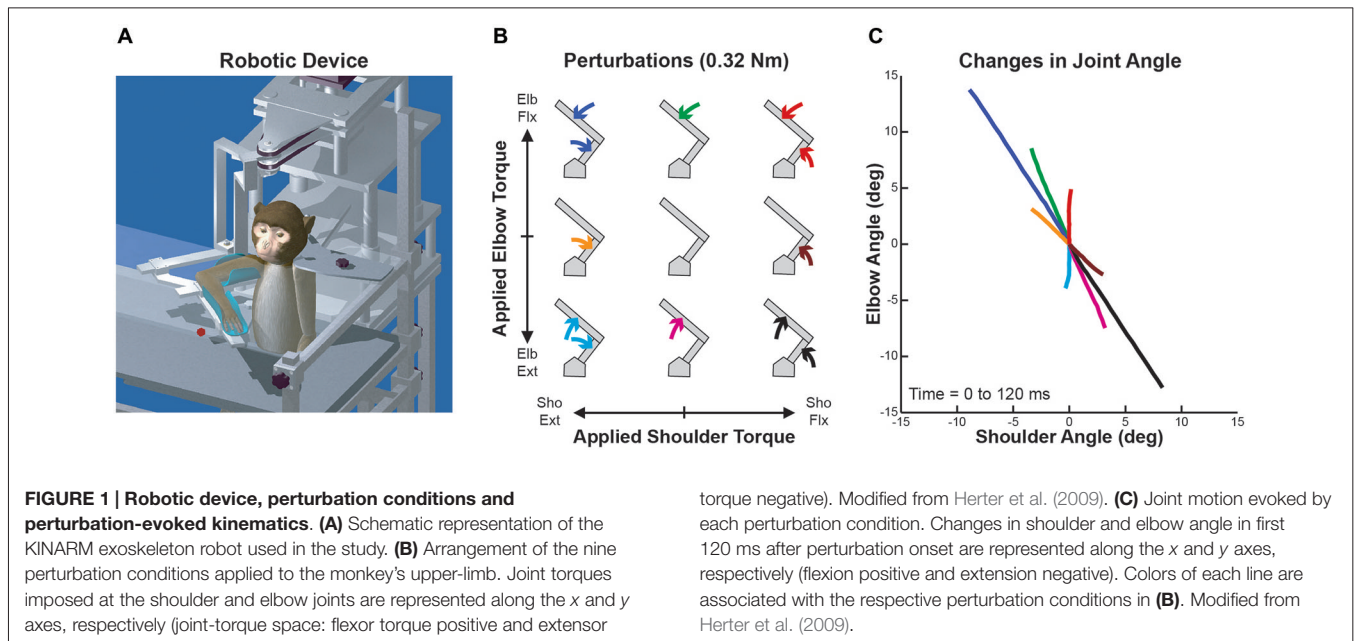 A
Robotic Device
B
Perturbations (0.32 Nm)
Elb
Flx
Applied Elbow Torque
Elb
Ext
Sho
Ext
Sho
Flx
Applied Shoulder Torque
C
Changes in Joint Angle
15
10
5
0
-5
-10
-15
Elbow Angle (deg)
Time = 0 to 120 ms
-15
-10
-5
0
5
10
15
Shoulder Angle (deg)
FIGURE 1 | Robotic device, perturbation conditions and
perturbation-evoked kinematics. (A) Schematic representation of the
KINARM exoskeleton robot used in the study. (B) Arrangement of the nine
perturbation conditions applied to the monkey's upper-limb. Joint torques
imposed at the shoulder and elbow joints are represented along the x and y
axes, respectively (joint-torque space: flexor torque positive and extensor
torque negative). Modified from Herter et al. (2009). (C) Joint motion evoked by
each perturbation condition. Changes in shoulder and elbow angle in first
120 ms after perturbation onset are represented along the x and y axes,
respectively (flexion positive and extension negative). Colors of each line are
associated with the respective perturbation conditions in (B). Modified from
Herter et al. (2009).